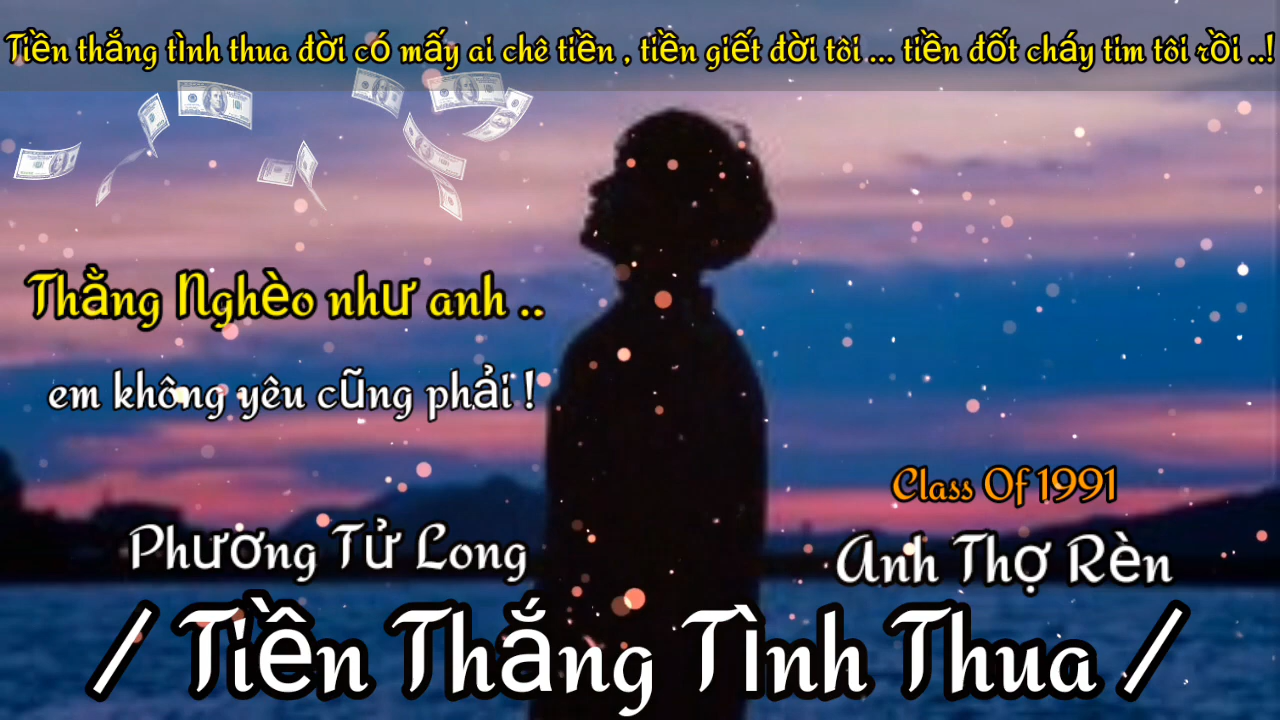 Tiền thắng tình thua đời có mấy ai chê tiền , tiền giết đời tôi ... tiền đốt cháy tim tôi rồi ..!
Thằng Nghèo như anh ..
em không yêu cũng phải !
Class Of 1991
Phường Tử Long
Anh Thợ Rèn
/ Tiền Thắng Tình Thua /